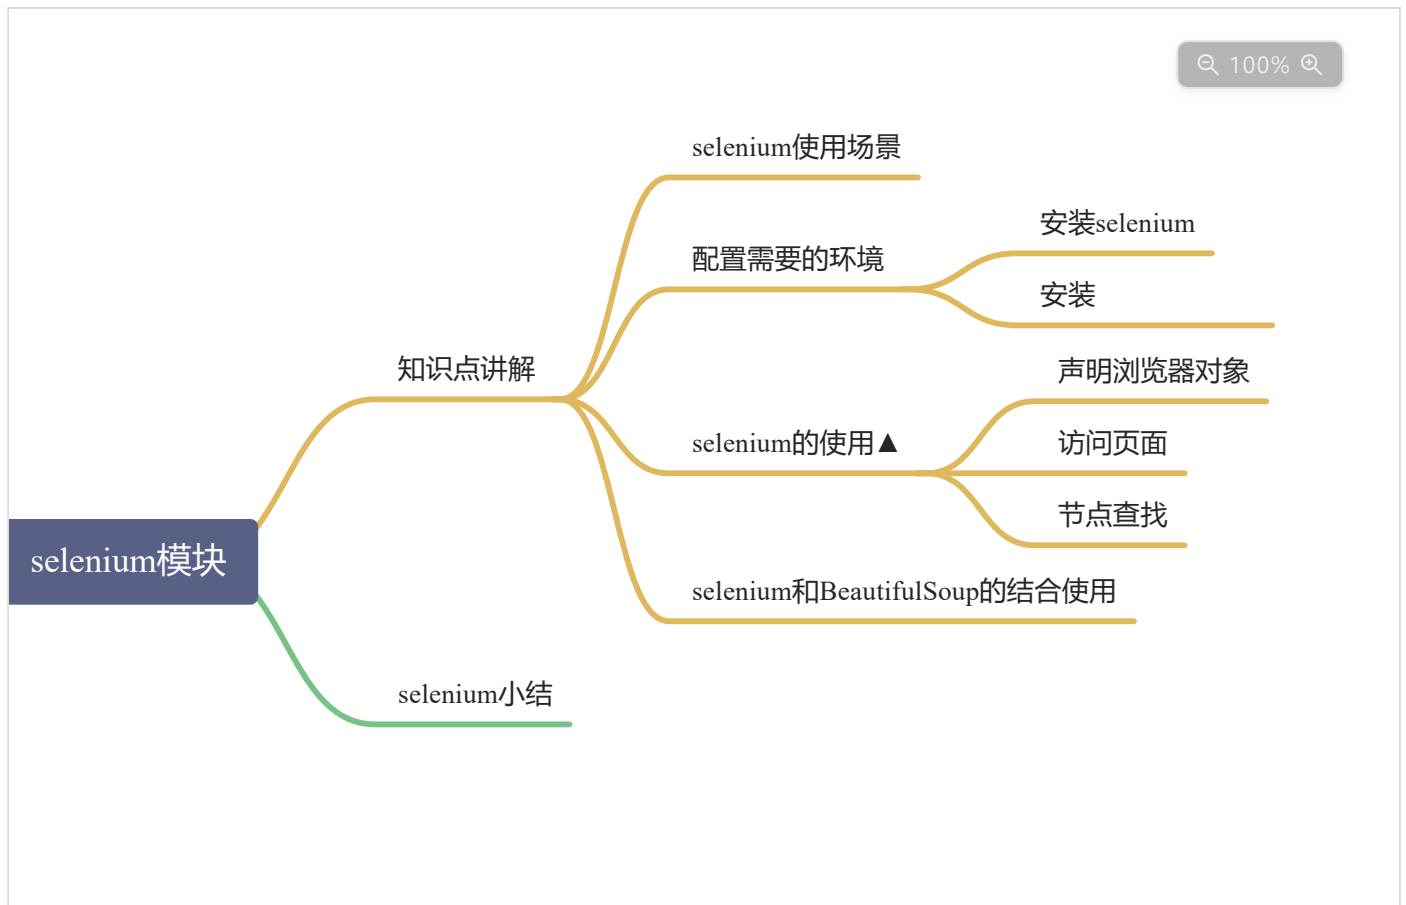 100%
selenium使用场景
安装selenium
配置需要的环境
安装
知识点讲解
声明浏览器对象
selenium的使用▲
访问页面
节点查找
selenium模块
selenium和BeautifulSoup的结合使用
selenium小结